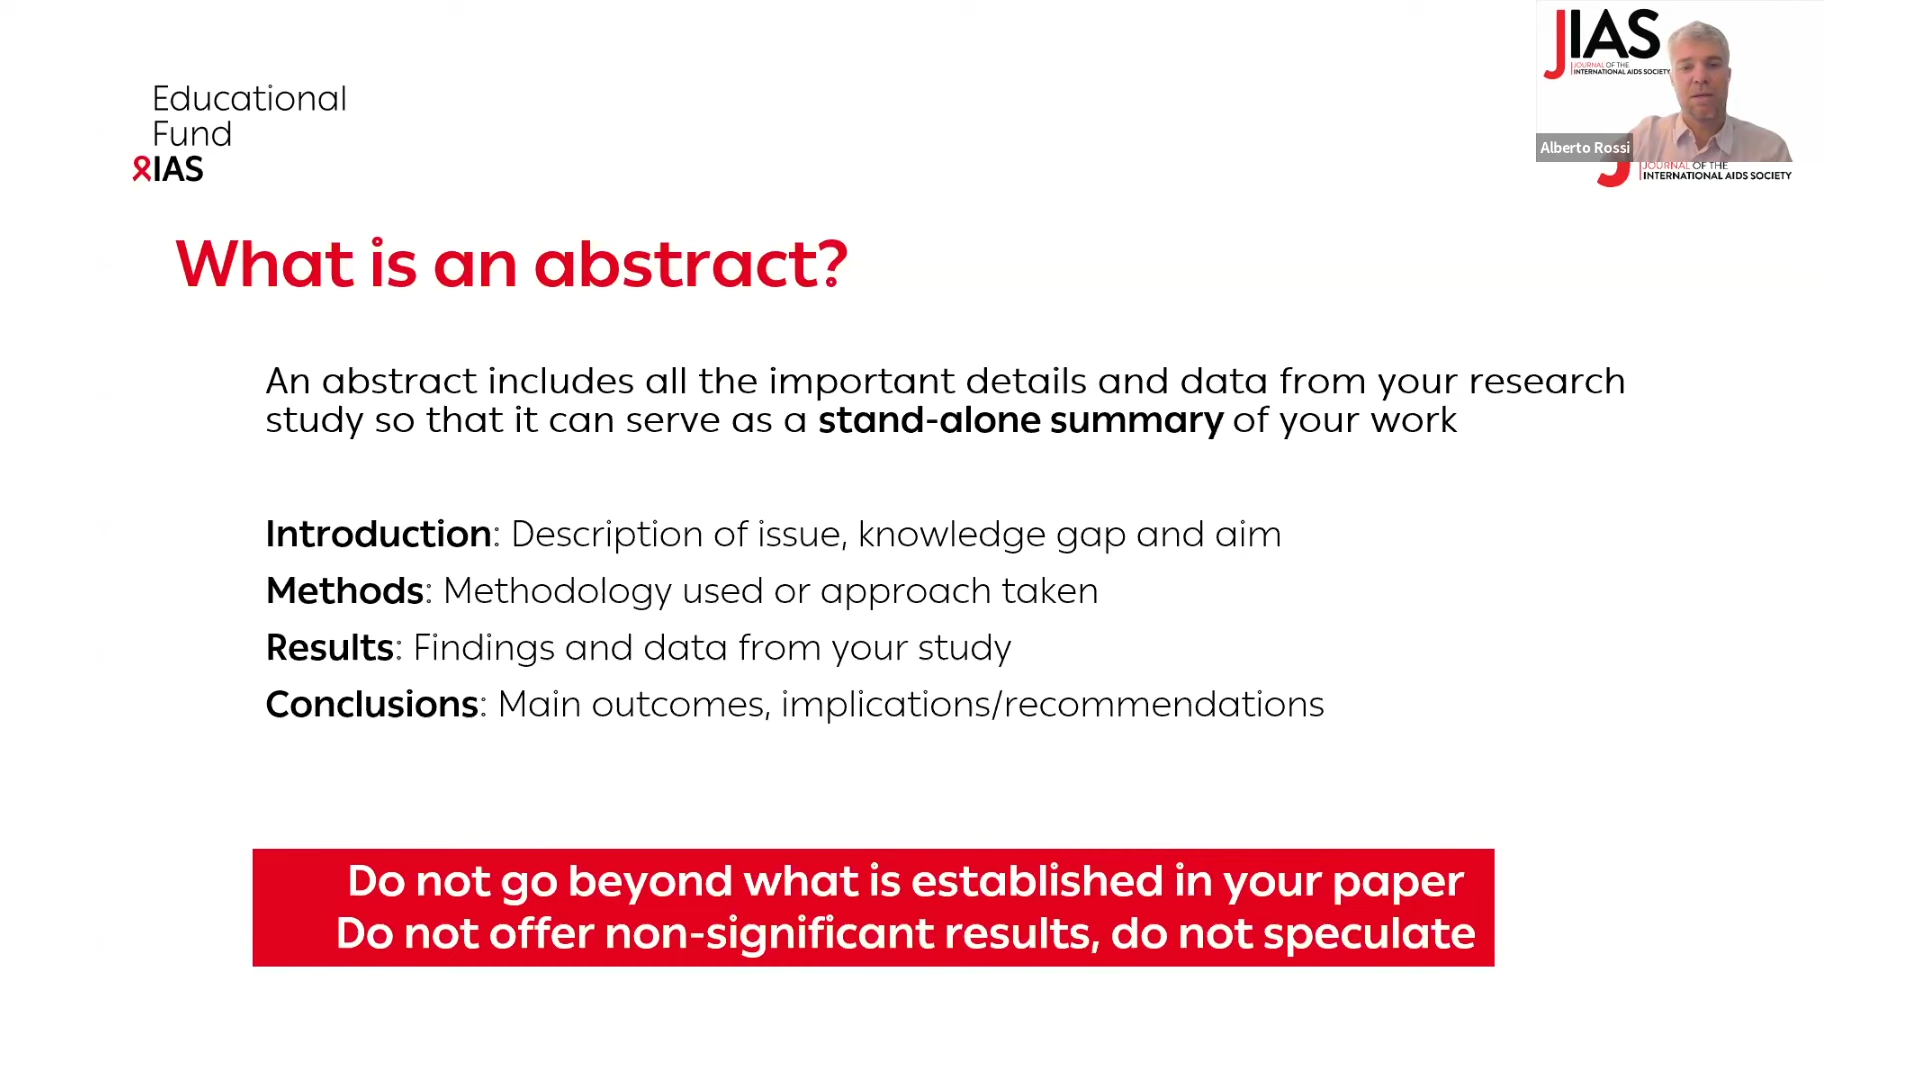 Educational
Fund
IAS
JIAS
JOURNAL OF THE
INTERNATIONAL AIDS SOCIETY
Alberto Rossi
J
JOURNAL OF THE
INTERNATIONAL AIDS SOCIETY
What is an abstract?
An abstract includes all the important details and data from your research
study so that it can serve as a stand-alone summary of your work
Introduction: Description of issue, knowledge gap and aim
Methods: Methodology used or approach taken
Results: Findings and data from your study
Conclusions: Main outcomes, implications/recommendations
Do not go beyond what is established in your paper
Do not offer non-significant results, do not speculate